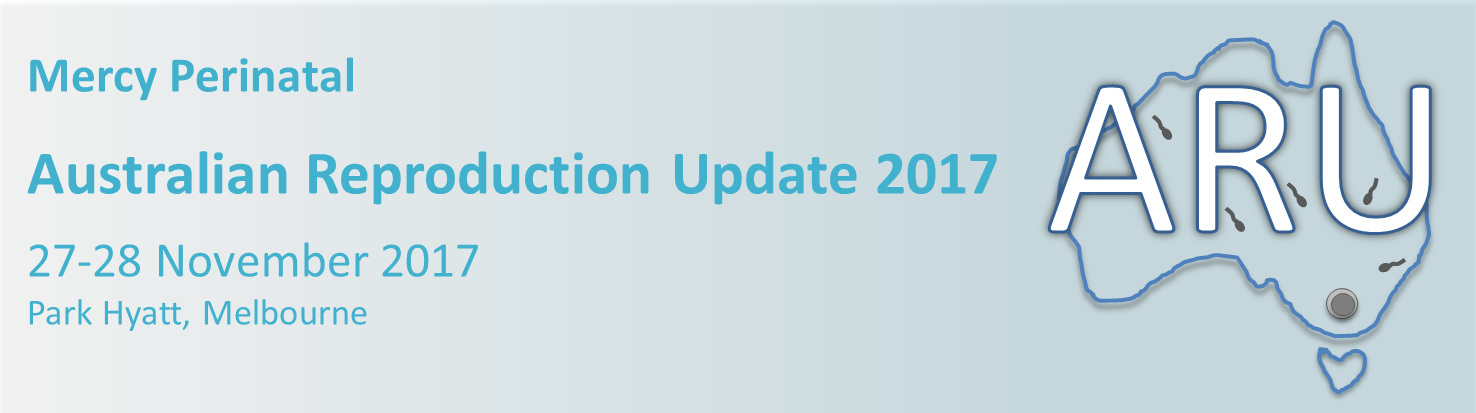 Mercy Perinatal
Australian Reproduction Update 2017
27-28 November 2017
Park Hyatt, Melbourne
ARU